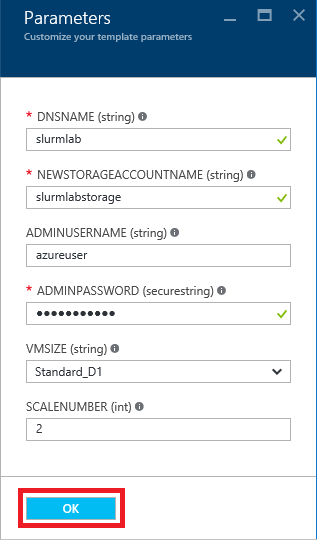 Parameters
Customize your template parameters
* DNSNAME (string)
slurmlab
* NEWSTORAGEACCOUNTNAME (string)
slurmlabstorage
ADMINUSERNAME (string)
azureuser
* ADMINPASSWORD (securestring)
●●●●●●●●●●●
VMSIZE (string)
Standard_D1
SCALENUMBER (int)
2
OK